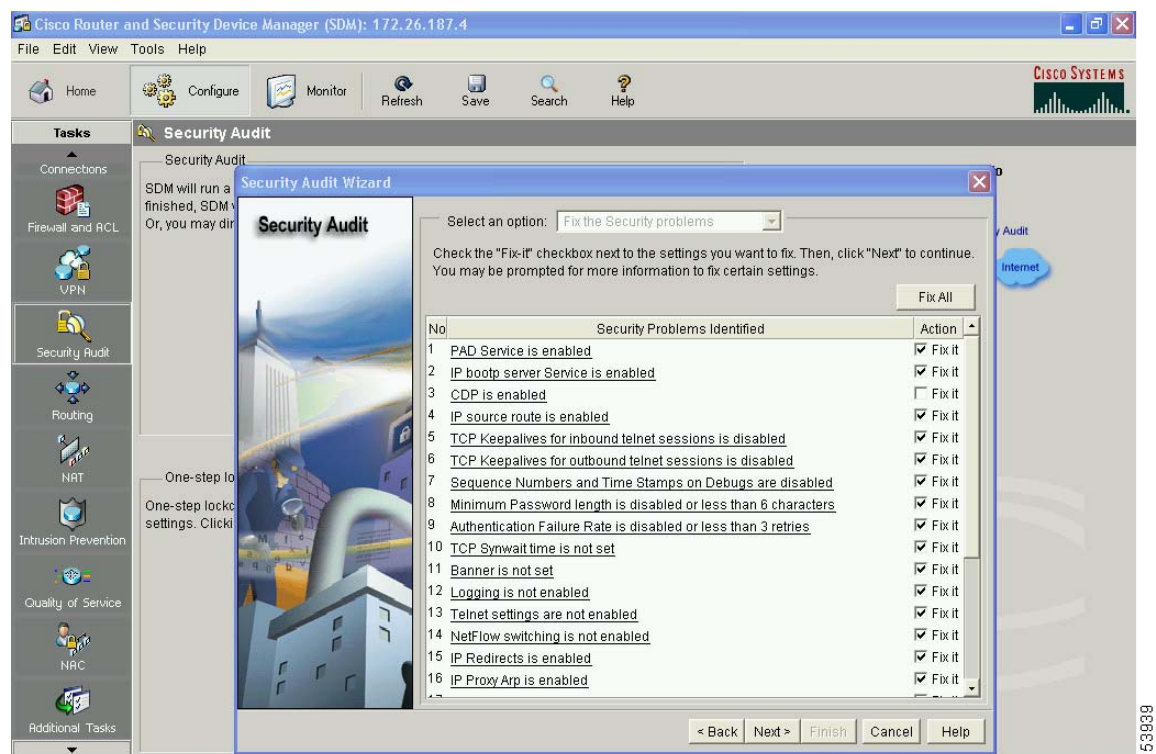 Cisco Router and Security Device Manager (SDM): 172.26.187.4
File Edit View Tools Help
Home
Configure
Monitor
Refresh
Save
Search
Help
CISCO SYSTEMS
Tasks
Connections
Firewall and ACL
VPN
Security Audit
Routing
NAT
Intrusion Prevention
Quality of Service
NAC
Additional Tasks
Security Audit
Security Audit
SDM will run a
finished, SDM
Or, you may dir
One-step lo
One-step lockd
settings. Clicki
Audit
Internet
Security Audit Wizard
Security Audit
Select an option: Fix the Security problems
Check the "Fix-it" checkbox next to the settings you want to fix. Then, click "Next" to continue.
You may be prompted for more information to fix certain settings.
Fix All
No Security Problems Identified Action
1 PAD Service is enabled Fix it
2 IP bootp server Service is enabled Fix it
3 CDP is enabled Fix it
4 IP source route is enabled Fix it
5 TCP Keepalives for inbound telnet sessions is disabled Fix it
6 TCP Keepalives for outbound telnet sessions is disabled Fix it
7 Sequence Numbers and Time Stamps on Debugs are disabled Fix it
8 Minimum Password length is disabled or less than 6 characters Fix it
9 Authentication Failure Rate is disabled or less than 3 retries Fix it
10 TCP Synwait time is not set Fix it
11 Banner is not set Fix it
12 Logging is not enabled Fix it
13 Telnet settings are not enabled Fix it
14 NetFlow switching is not enabled Fix it
15 IP Redirects is enabled Fix it
16 IP Proxy Arp is enabled Fix it
< Back Next > Finish Cancel Help
53939